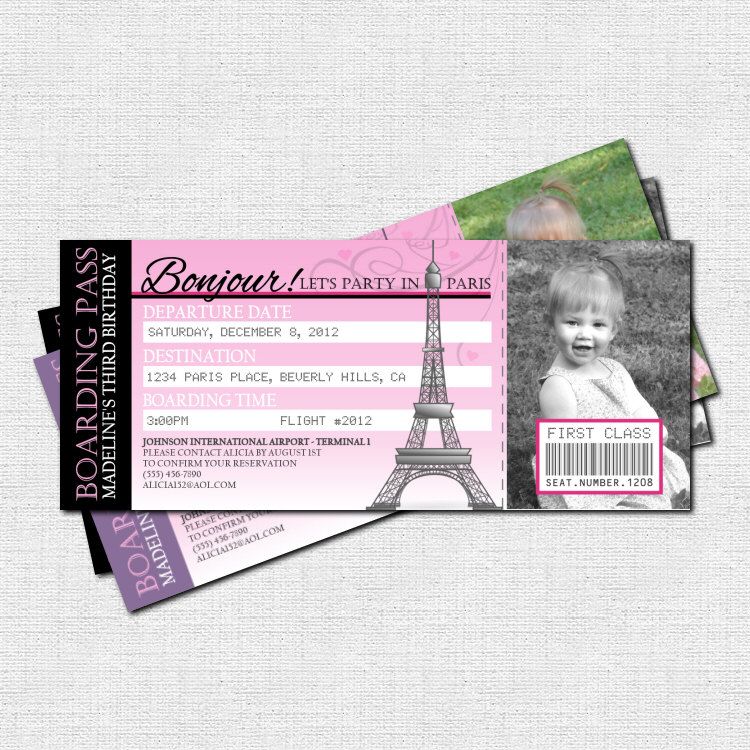 BOARDING PASS
MADELINE'S THIRD BIRTHDAY
Bonjour! LET'S PARTY IN PARIS
DEPARTURE DATE
SATURDAY, DECEMBER 8, 2012
DESTINATION
1234 PARIS PLACE, BEVERLY HILLS, CA
BOARDING TIME
3:00PM FLIGHT #2012
JOHNSON INTERNATIONAL AIRPORT - TERMINAL 1
PLEASE CONTACT ALICIA BY AUGUST 1ST
TO CONFIRM YOUR RESERVATION
(555) 456-7890
ALICIA152@AOL.COM
FIRST CLASS
SEAT.NUMBER.1208
BOAR
MADELIN
JOHNS
PLEASE CONTACT
TO CONFIRM YOUR
(555) 456-7890
ALICIA152@AOL.COM